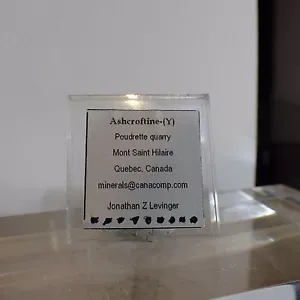 Ashcroftine-(Y)
Poudrette quarry
Mont Saint Hilaire
Quebec, Canada
minerals@canacomp.com
Jonathan Z Levinger